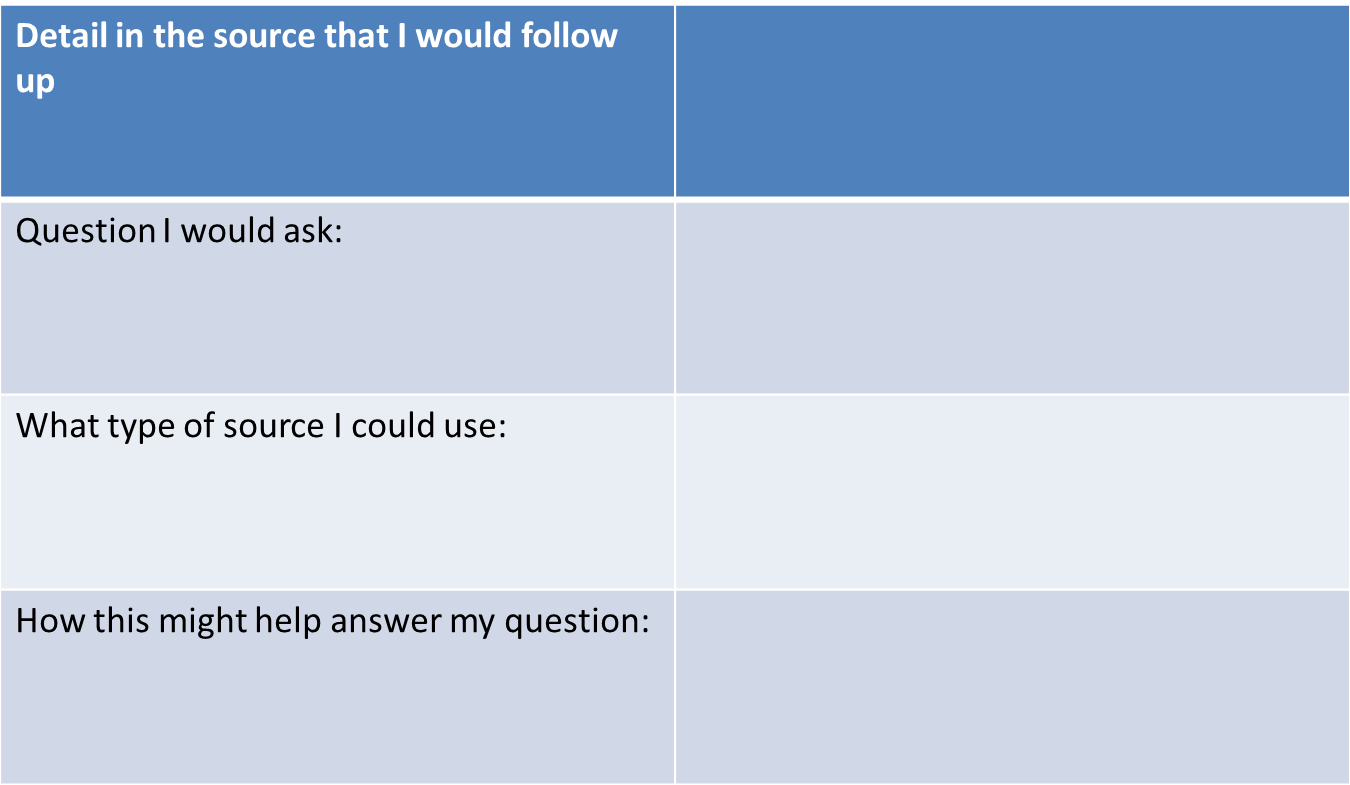 Detail in the source that I would follow
up
Question I would ask:
What type of source I could use:
How this might help answer my question: